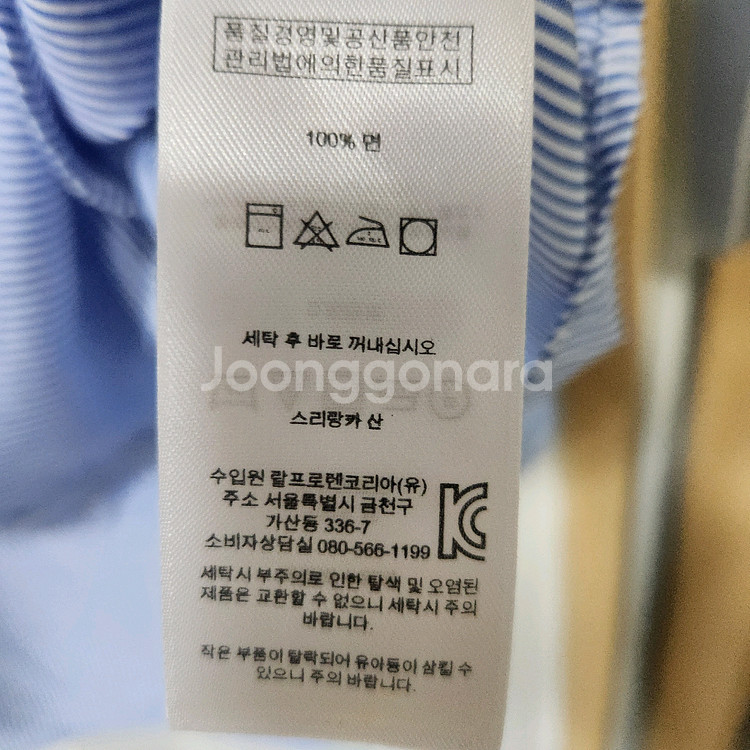 품질경영및공산품안전
관리법에의한품질표시
100% 면
세탁 후 바로 꺼내십시오
Joonggonara
스리랑카 산
수입원 랄프로렌코리아(유)
주소 서울특별시 금천구
가산동 336-7
소비자상담실 080-566-1199
세탁시 부주의로 인한 탈색 및 오염된
제품은 교환할 수 없으니 세탁시 주의
바랍니다.
작은 부품이 탈락되어 유아들이 삼킬 수
있으니 주의 바랍니다.